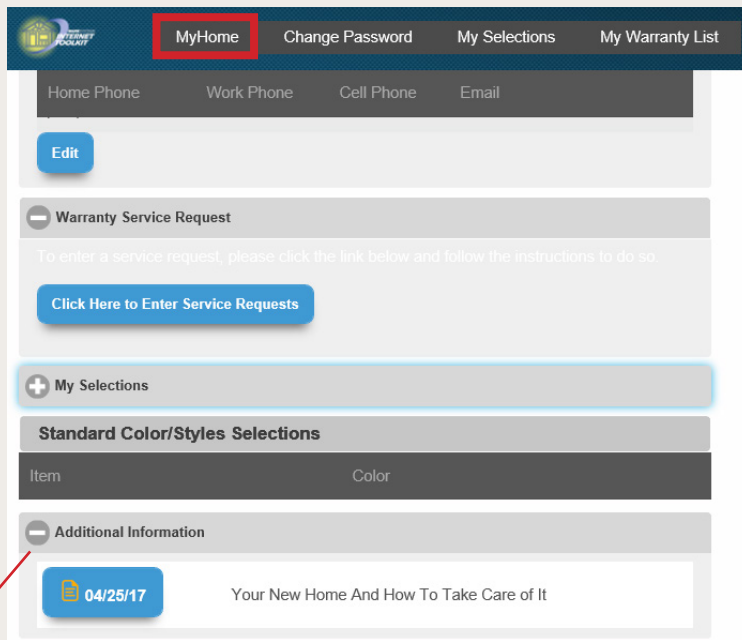 INTERNET
TOOLKIT
MyHome Change Password My Selections My Warranty List
Home Phone Work Phone Cell Phone Email
Edit
Warranty Service Request
To enter a service request, please click the link below and follow the instructions to do so.
Click Here to Enter Service Requests
My Selections
Standard Color/Styles Selections
Item Color
Additional Information
04/25/17 Your New Home And How To Take Care of It